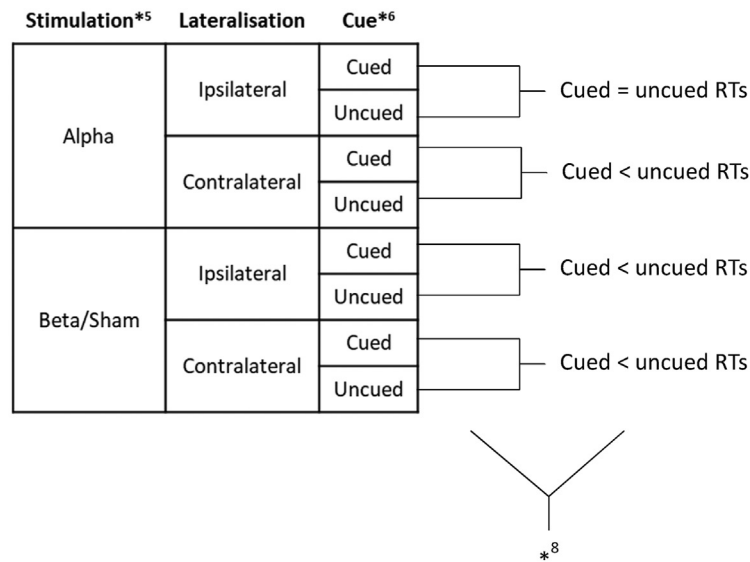 Stimulation*5 Lateralisation Cue*6
Cued
Ipsilateral
Cued = uncued RTs
Uncued
Alpha
Cued
Contralateral
Cued < uncued RTs
Uncued
Cued
Ipsilateral
Cued < uncued RTs
Uncued
Beta/Sham
Cued
Contralateral
Cued < uncued RTs
Uncued
*8